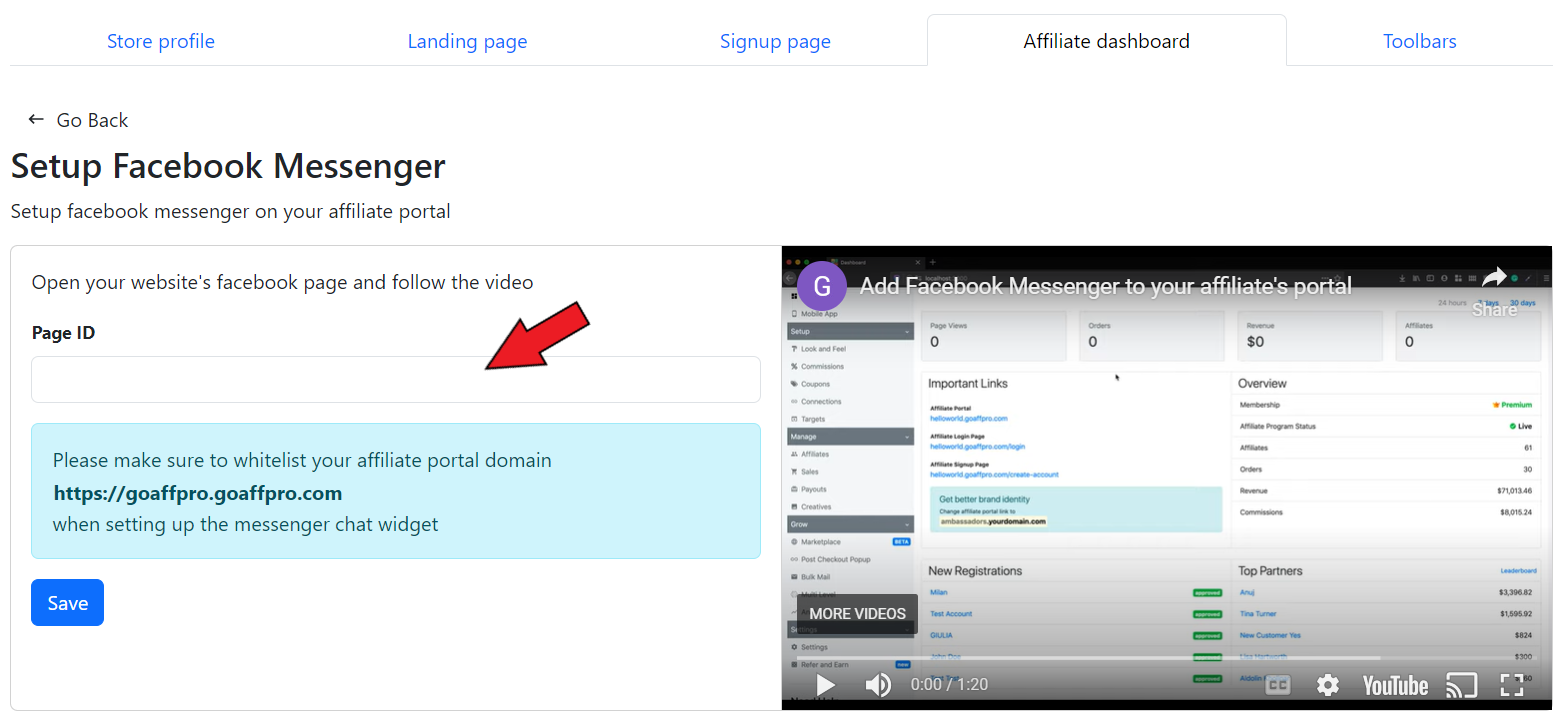 Store profile
Landing page
Signup page
Affiliate dashboard
Toolbars
← Go Back
Setup Facebook Messenger
Setup facebook messenger on your affiliate portal
Open your website's facebook page and follow the video
Page ID
Please make sure to whitelist your affiliate portal domain
https://goaffpro.goaffpro.com
when setting up the messenger chat widget
Save
Dashboard
localhost
G
Add Facebook Messenger to your affiliate's portal
Share
24 hours 7 days 30 days
Mobile App
Setup
Look and Feel
Commissions
Coupons
Connections
Targets
Manage
Affiliates
Sales
Payouts
Creatives
Grow
Marketplace BETA
Post Checkout Popup
Bulk Mail
Multi Level
MORE VIDEOS
Settings
Settings
Refer and Earn new
Page Views
0
Orders
0
Revenue
$0
Affiliates
0
Important Links
Affiliate Portal
helloworld.goaffpro.com
Affiliate Login Page
helloworld.goaffpro.com/login
Affiliate Signup Page
helloworld.goaffpro.com/create-account
Get better brand identity
Change affiliate portal link to
ambassadors.yourdomain.com
Overview
Membership Premium
Affiliate Program Status Live
Affiliates 61
Orders 30
Revenue $71,013.46
Commissions $8,015.24
New Registrations
Milan approved
Test Account approved
GIULIA approved
John Doe approved
approved
Top Partners Leaderboard
Anuj $3,396.82
Tina Turner $1,595.92
New Customer Yes $824
Lisa Hartworth $300
0:00 / 1:20
CC
YouTube